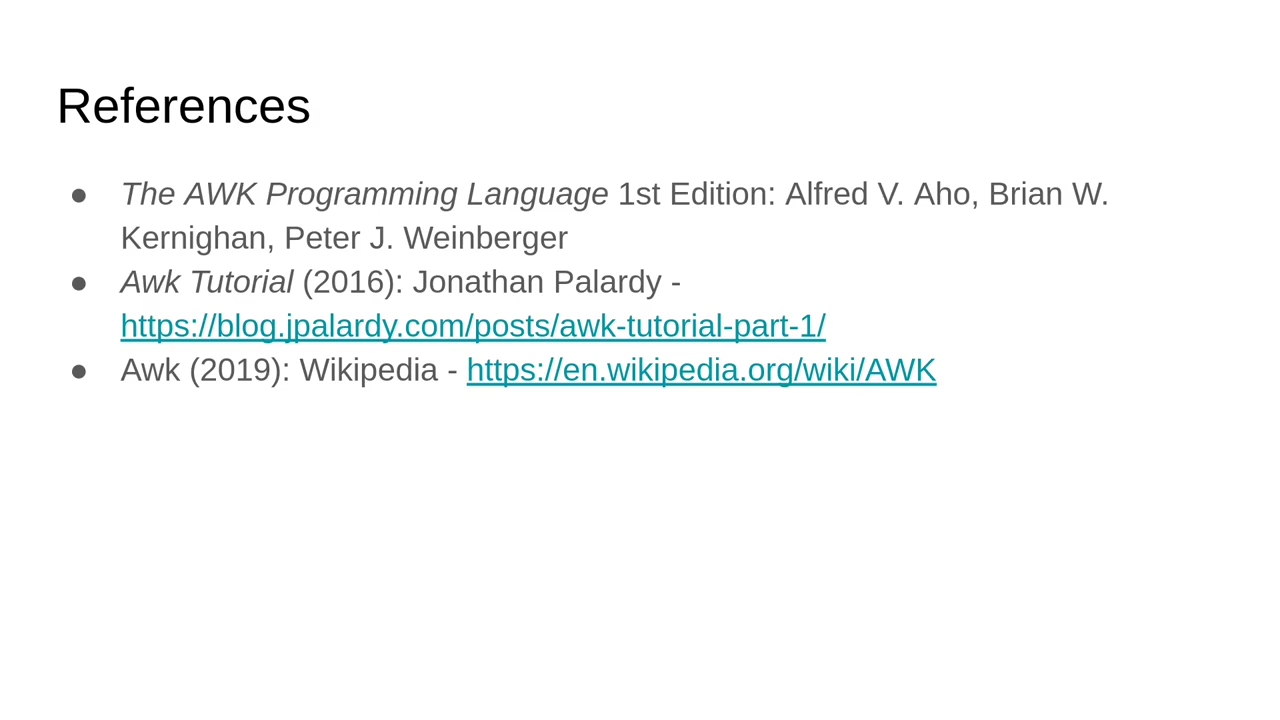 References
● The AWK Programming Language 1st Edition: Alfred V. Aho, Brian W.
Kernighan, Peter J. Weinberger
● Awk Tutorial (2016): Jonathan Palardy -
https://blog.jpalardy.com/posts/awk-tutorial-part-1/
● Awk (2019): Wikipedia - https://en.wikipedia.org/wiki/AWK